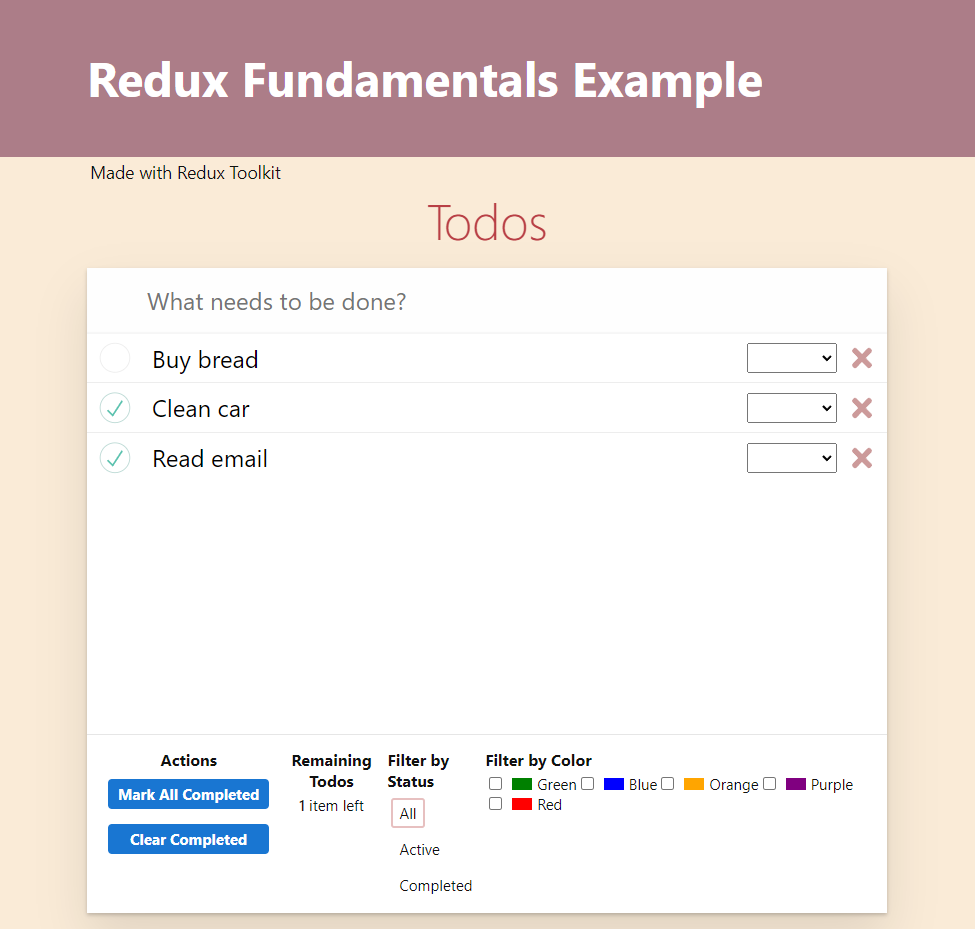 Redux Fundamentals Example
Made with Redux Toolkit
Todos
What needs to be done?
Buy bread
Clean car
Read email
Actions
Mark All Completed
Clear Completed
Remaining
Todos
1 item left
Filter by
Status
All
Active
Completed
Filter by Color
Green Blue Orange Purple
Red